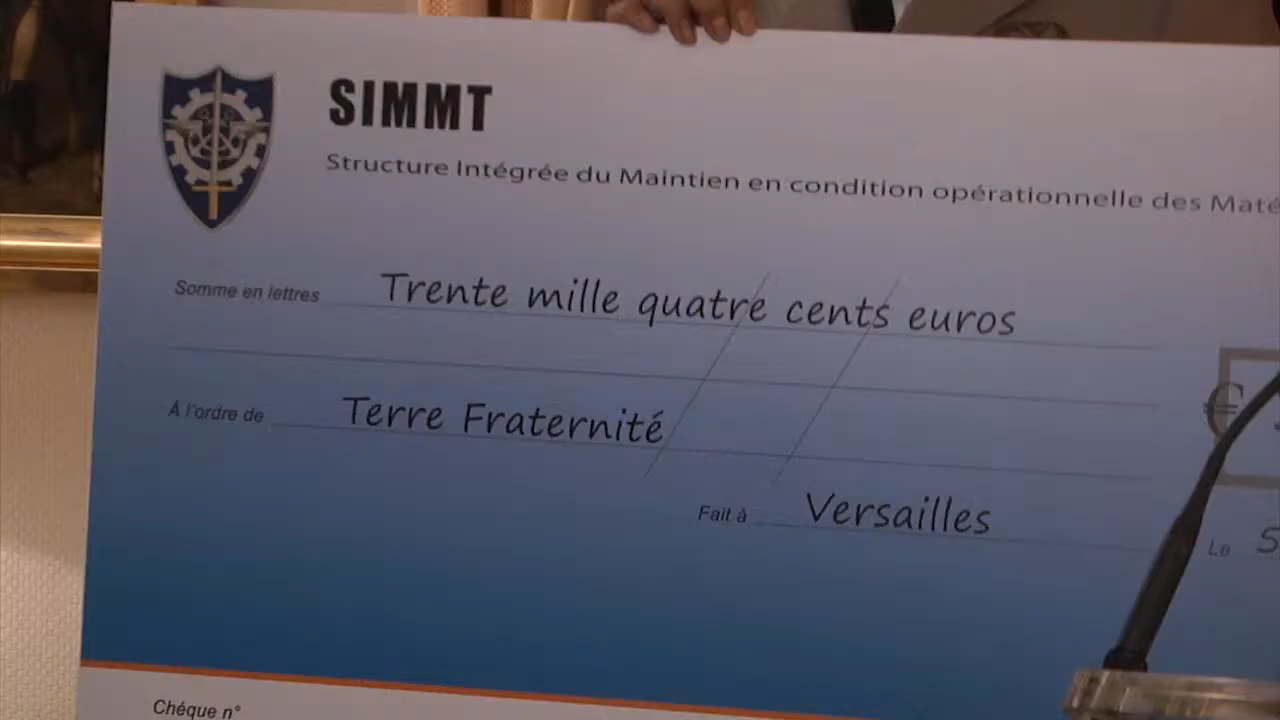 SIMMT
Structure Intégrée du Maintien en condition opérationnelle des Maté
Somme en lettres Trente mille quatre cents euros
€
À l'ordre de Terre Fraternité
Fait à Versailles
Le S
Chéque n°